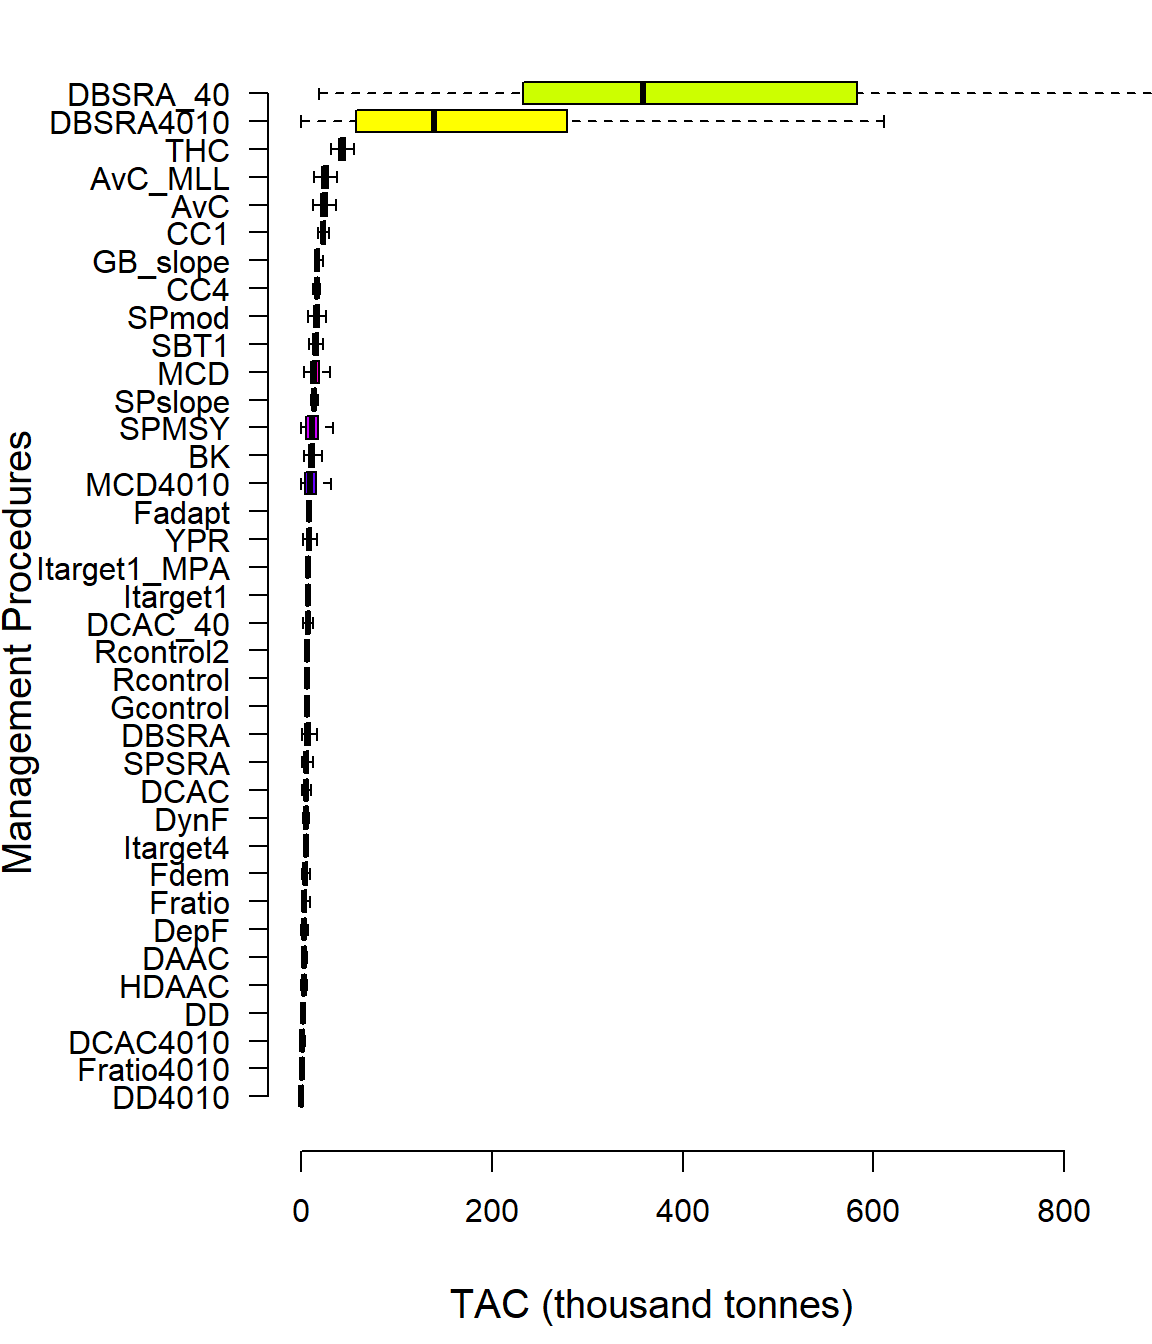 DBSRA_40
DBSRA4010
THC
AvC_MLL
AvC
CC1
GB_slope
CC4
SPmod
SBT1
MCD
SPslope
SPMSY
BK
MCD4010
Fadapt
YPR
Itarget1_MPA
Itarget1
DCAC_40
Rcontrol2
Rcontrol
Gcontrol
DBSRA
SPSRA
DCAC
DynF
Itarget4
Fdem
Fratio
DepF
DAAC
HDAAC
DD
DCAC4010
Fratio4010
DD4010
Management Procedures
0 200 400 600 800
TAC (thousand tonnes)